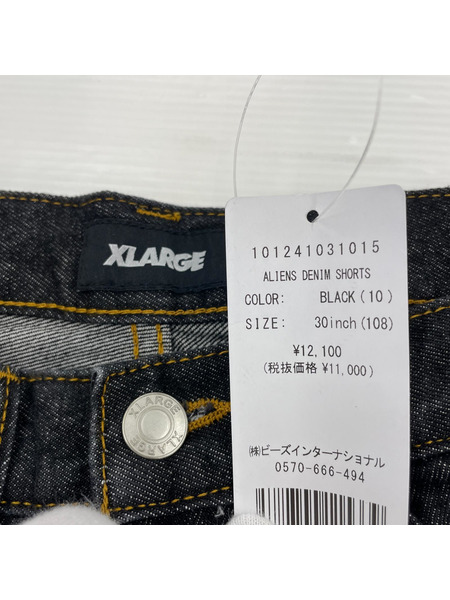 XLARGE
XLARGE
XLARGE
101241031015
ALIENS DENIM SHORTS
COLOR: BLACK(10)
SIZE: 30inch(108)
¥12,100
(税抜価格 ¥11,000)
㈱ビーズインターナショナル
0570-666-494